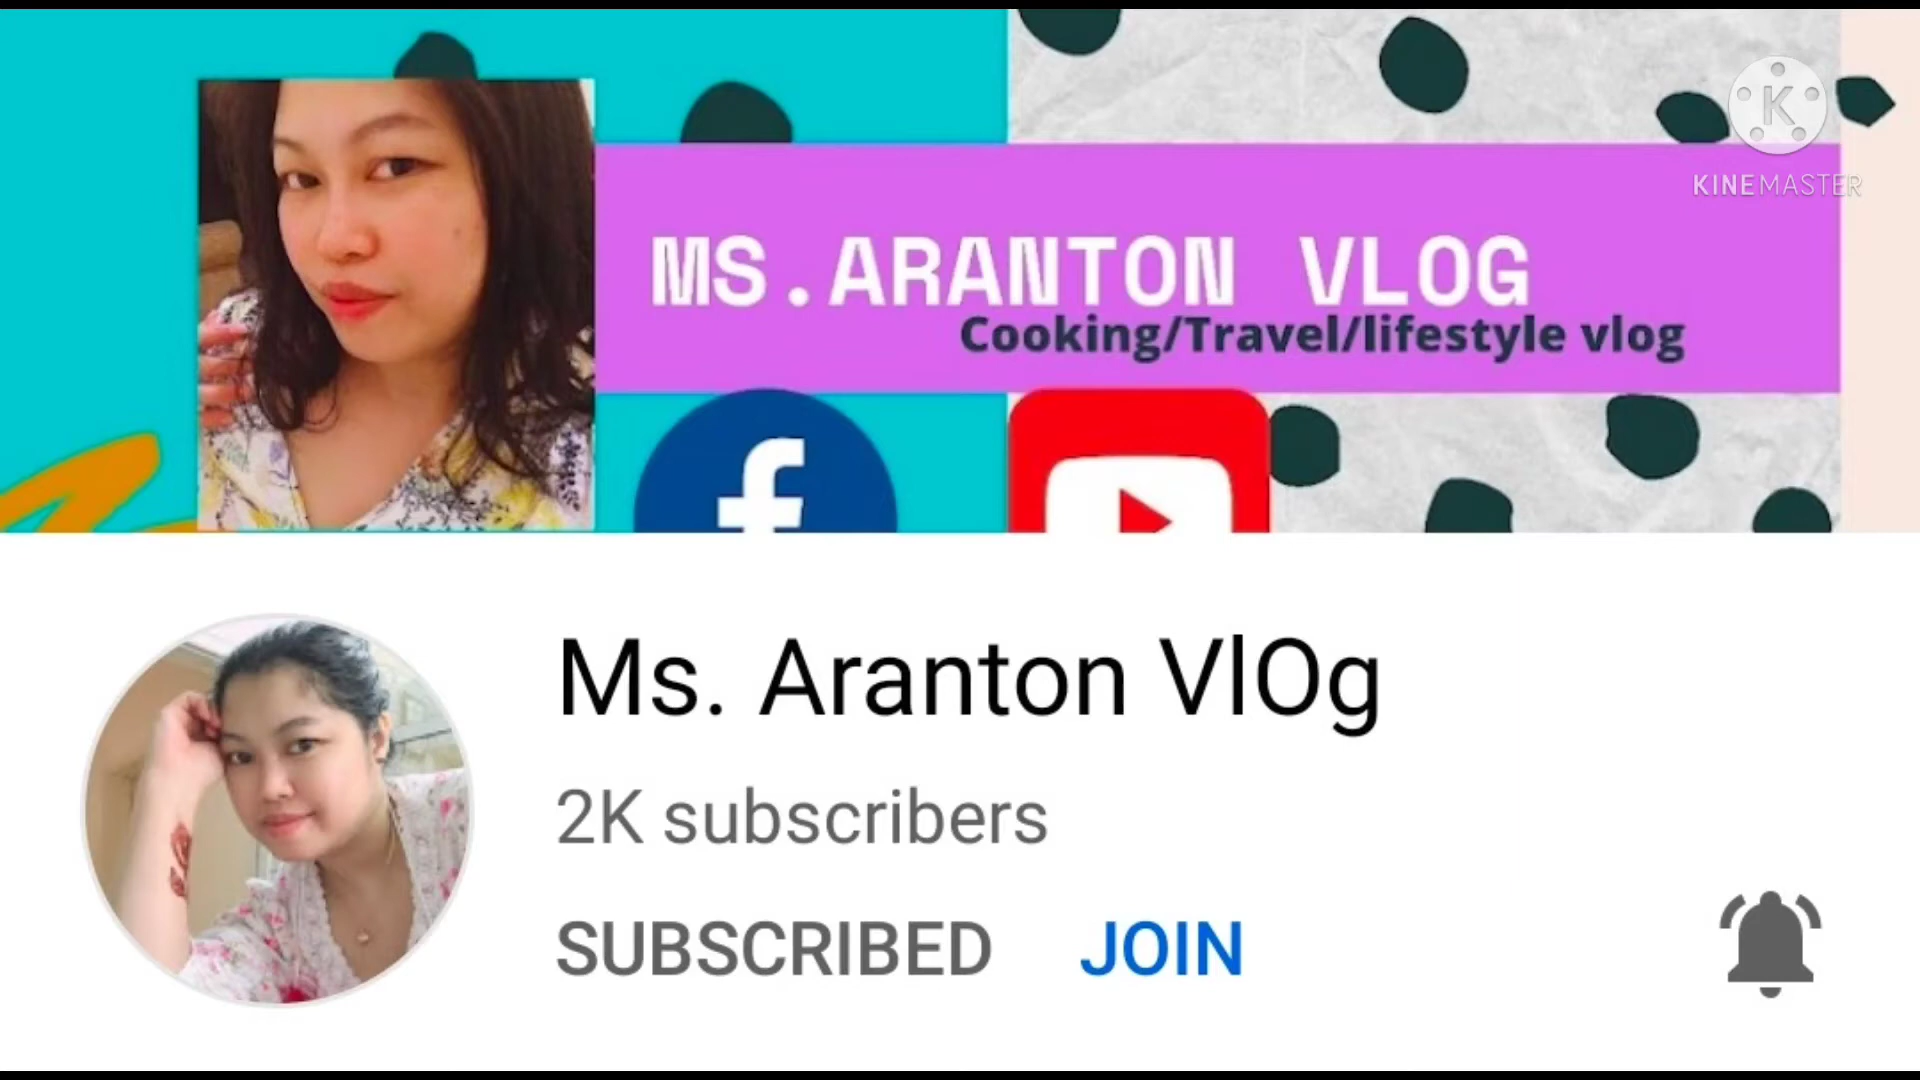 K
KINEMASTER
MS.ARANTON VLOG
Cooking/Travel/lifestyle vlog
f
Ms. Aranton VlOg
2K subscribers
SUBSCRIBED JOIN